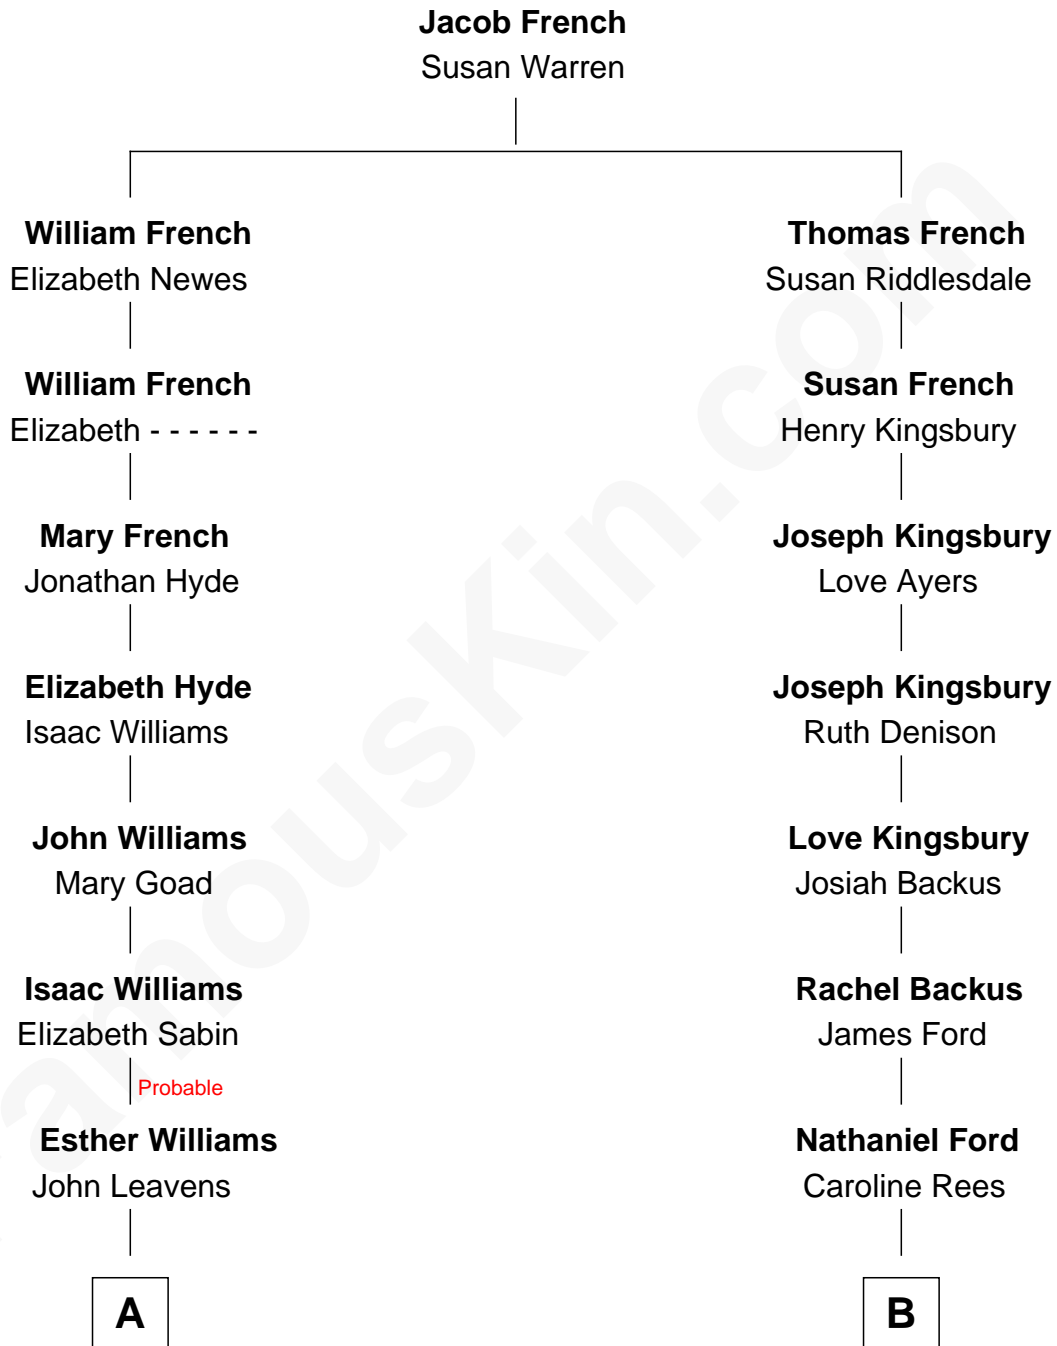 Jacob French
Susan Warren
William French
Elizabeth Newes
Thomas French
Susan Riddlesdale
William French
Elizabeth - - - - - -
Susan French
Henry Kingsbury
Mary French
Jonathan Hyde
Joseph Kingsbury
Love Ayers
Elizabeth Hyde
Isaac Williams
Joseph Kingsbury
Ruth Denison
John Williams
Mary Goad
Love Kingsbury
Josiah Backus
Isaac Williams
Elizabeth Sabin
Rachel Backus
James Ford
Probable
Esther Williams
John Leavens
Nathaniel Ford
Caroline Rees
A
B
amouskin.com